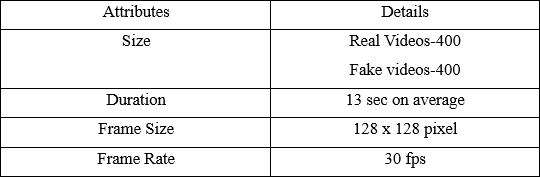 Attributes Details
Size Real Videos-400
Fake videos-400
Duration 13 sec on average
Frame Size 128 x 128 pixel
Frame Rate 30 fps